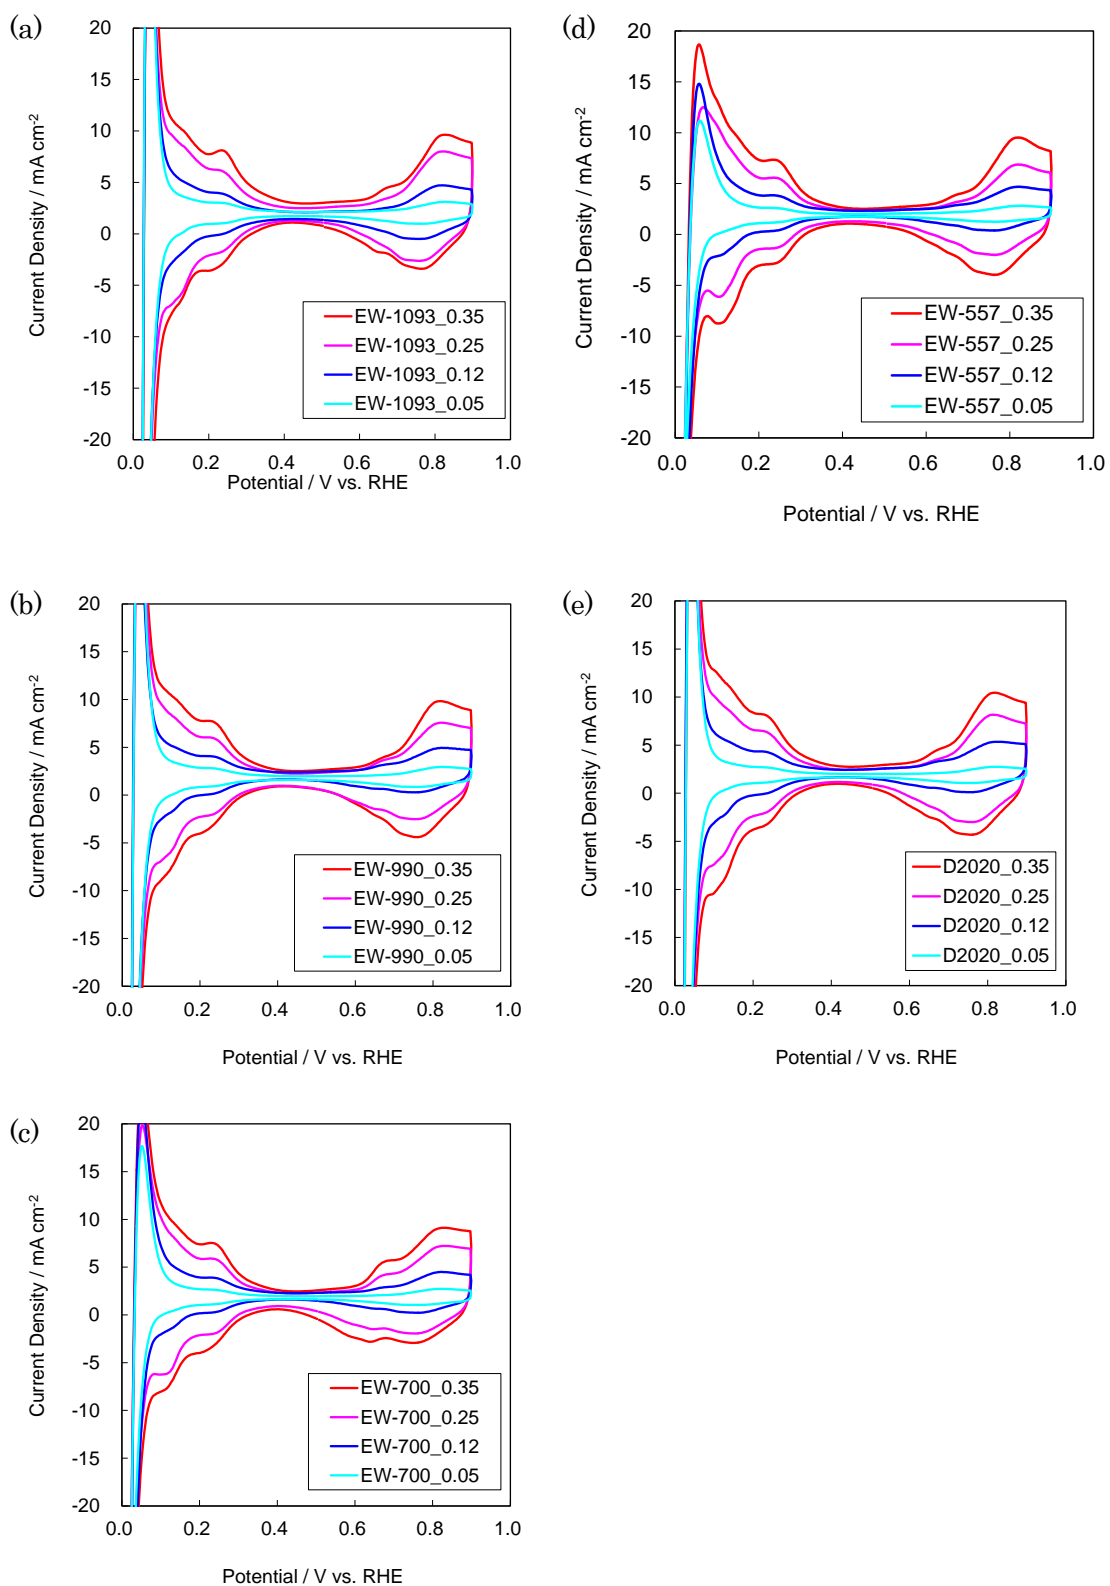 (a)
20
15
10
5
0
-5
-10
-15
-20
Current Density / mA cm-2
EW-1093_0.35
EW-1093_0.25
EW-1093_0.12
EW-1093_0.05
0.0 0.2 0.4 0.6 0.8 1.0
Potential / V vs. RHE
(d)
20
15
10
5
0
-5
-10
-15
-20
Current Density / mA cm-2
EW-557_0.35
EW-557_0.25
EW-557_0.12
EW-557_0.05
0.0 0.2 0.4 0.6 0.8 1.0
Potential / V vs. RHE
(b)
20
15
10
5
0
-5
-10
-15
-20
Current Density / mA cm-2
EW-990_0.35
EW-990_0.25
EW-990_0.12
EW-990_0.05
0.0 0.2 0.4 0.6 0.8 1.0
Potential / V vs. RHE
(e)
20
15
10
5
0
-5
-10
-15
-20
Current Density / mA cm-2
D2020_0.35
D2020_0.25
D2020_0.12
D2020_0.05
0.0 0.2 0.4 0.6 0.8 1.0
Potential / V vs. RHE
(c)
20
15
10
5
0
-5
-10
-15
-20
Current Density / mA cm-2
EW-700_0.35
EW-700_0.25
EW-700_0.12
EW-700_0.05
0.0 0.2 0.4 0.6 0.8 1.0
Potential / V vs. RHE